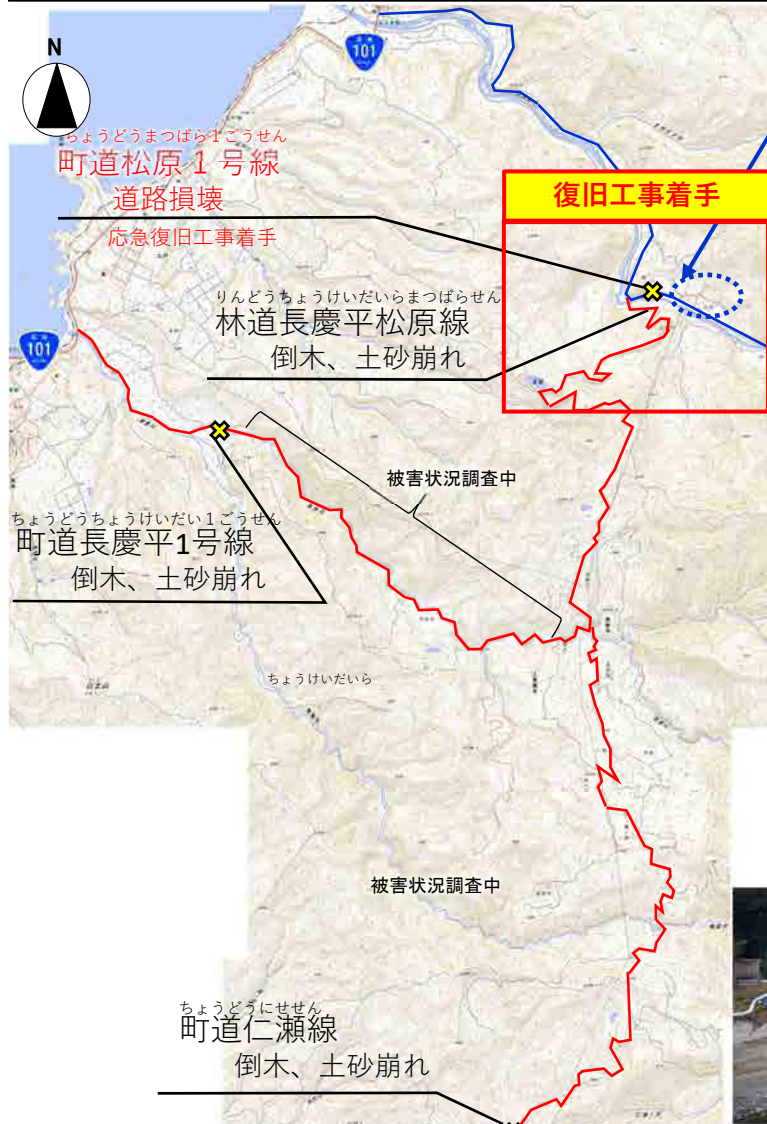 N
101
ちょうどうまつばら1ごうせん
町道松原1号線
道路損壊
応急復旧工事着手
復旧工事着手
りんどうちょうけいだいらまつばらせん
林道長慶平松原線
倒木、土砂崩れ
101
被害状況調査中
ちょうどうちょうけいだい1ごうせん
町道長慶平1号線
倒木、土砂崩れ
ちょうけいだいら
被害状況調査中
ちょうどうにせせん
町道仁瀬線
倒木、土砂崩れ